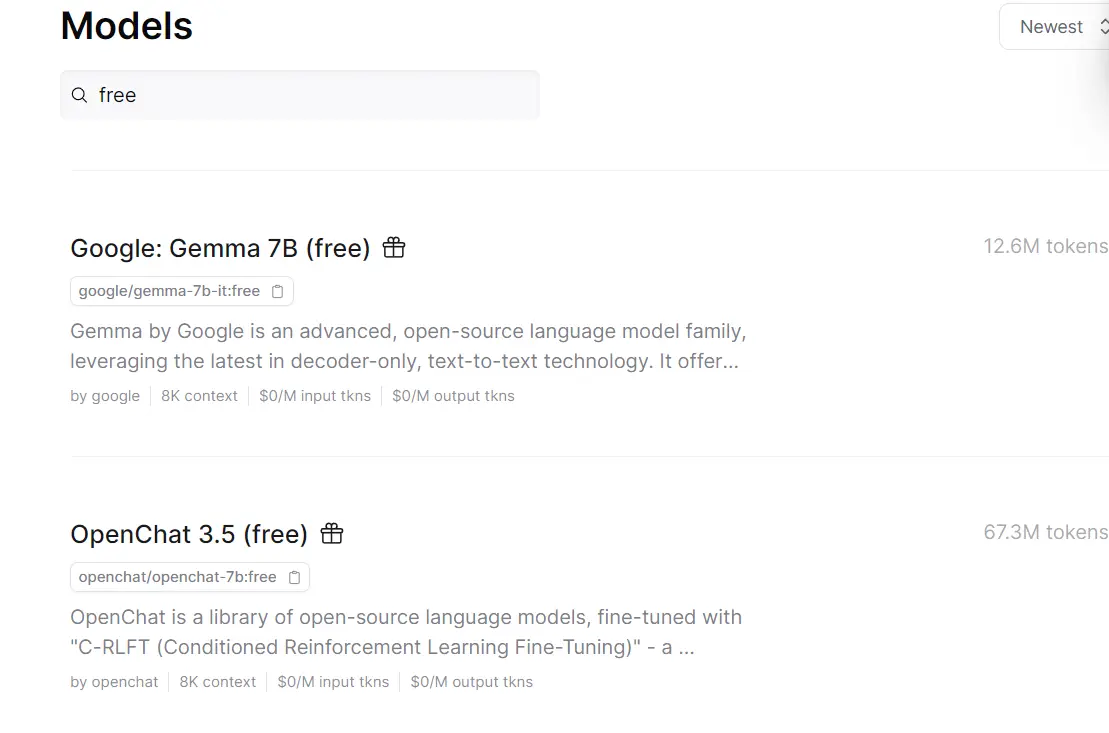 Models
Newest
free
Google: Gemma 7B (free)
12.6M tokens
google/gemma-7b-it:free
Gemma by Google is an advanced, open-source language model family,
leveraging the latest in decoder-only, text-to-text technology. It offer...
by google
8K context
$0/M input tkns
$0/M output tkns
OpenChat 3.5 (free)
67.3M tokens
openchat/openchat-7b:free
OpenChat is a library of open-source language models, fine-tuned with
"C-RLFT (Conditioned Reinforcement Learning Fine-Tuning)" - a ...
by openchat
8K context
$0/M input tkns
$0/M output tkns